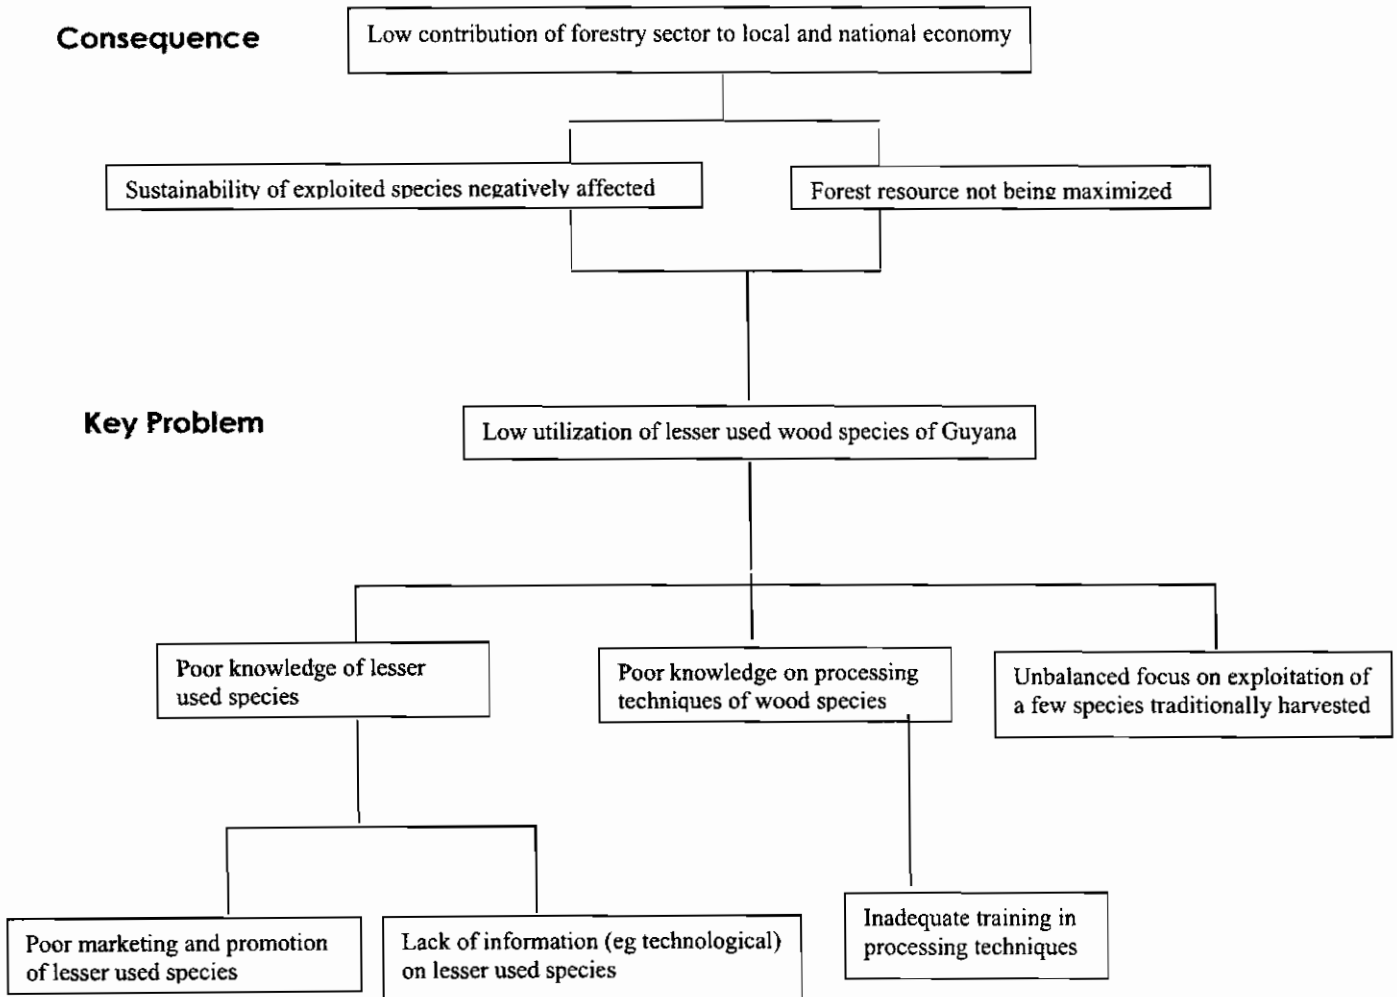 Consequence
Low contribution of forestry sector to local and national economy
Sustainability of exploited species negatively affected
Forest resource not being maximized
Key Problem
Low utilization of lesser used wood species of Guyana
Poor knowledge of lesser
used species
Poor knowledge on processing
techniques of wood species
Unbalanced focus on exploitation of
a few species traditionally harvested
Poor marketing and promotion
of lesser used species
Lack of information (eg technological)
on lesser used species
Inadequate training in
processing techniques